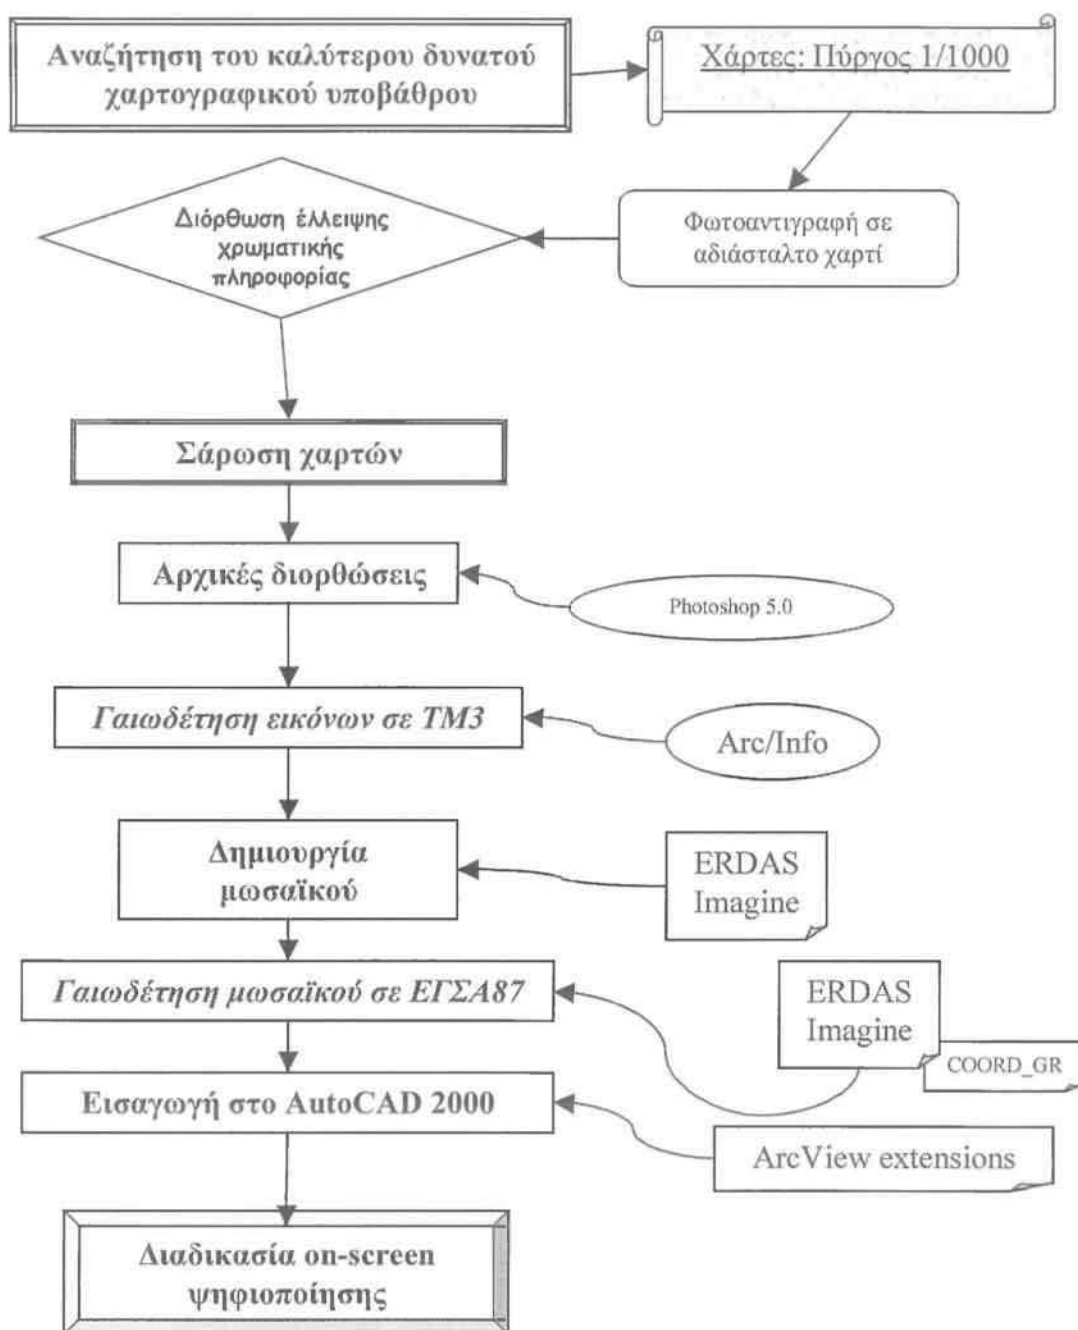 Αναζήτηση του καλύτερου δυνατού
χαρτογραφικού υποβάθρου
Χάρτες: Πύργος 1/1000
Φωτοαντιγραφή σε
αδιάσταλτο χαρτί
Διόρθωση έλλειψης
χρωματικής
πληροφορίας
Σάρωση χαρτών
Αρχικές διορθώσεις
Photoshop 5.0
Γαιωδέτηση εικόνων σε ΤΜ3
Arc/Info
Δημιουργία
μωσαϊκού
ERDAS
Imagine
Γαιωδέτηση μωσαϊκού σε ΕΓΣΑ87
ERDAS
Imagine
COORD_GR
Εισαγωγή στο AutoCAD 2000
ArcView extensions
Διαδικασία on-screen
ψηφιοποίησης